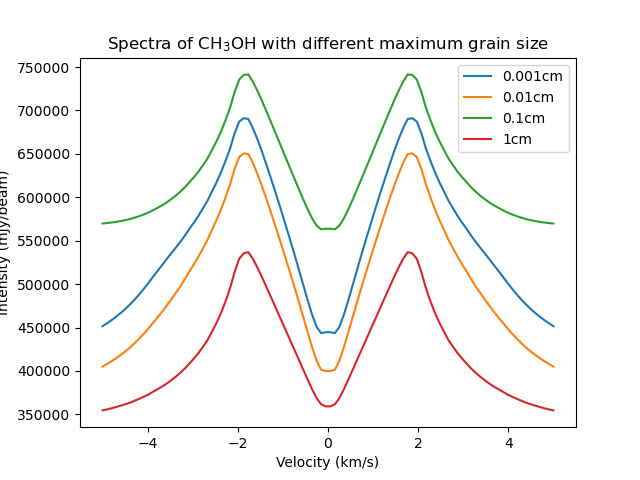 Spectra of CH₃OH with different maximum grain size
750000
700000
650000
600000
550000
500000
450000
400000
350000
Intensity (mJy/beam)
0.001cm
0.01cm
0.1cm
1cm
−4
−2
0
2
4
Velocity (km/s)